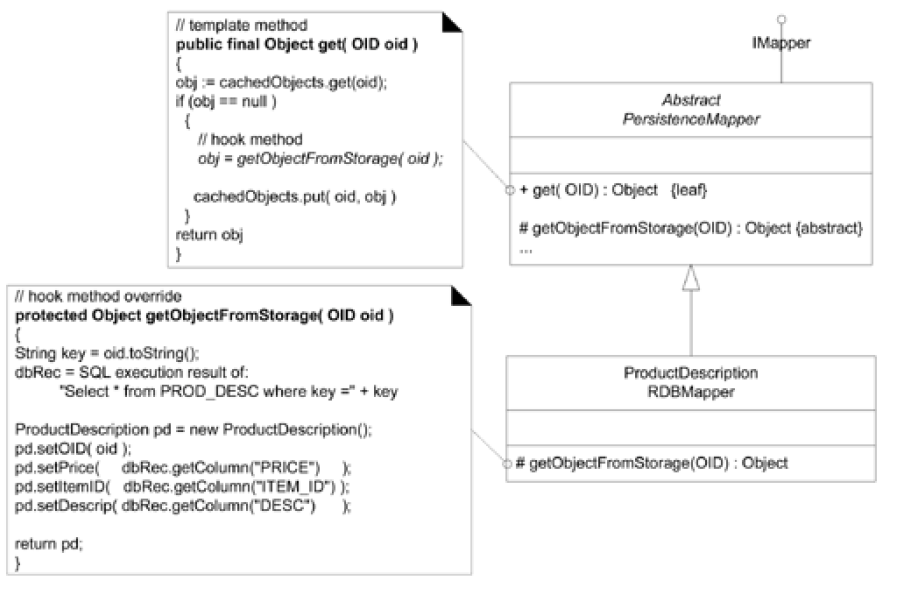 // template method
public final Object get( OID oid )
{
obj := cachedObjects.get(oid);
if (obj == null )
{
// hook method
obj = getObjectFromStorage( oid );
cachedObjects.put( oid, obj )
}
return obj
}
IMapper
Abstract
PersistenceMapper
+ get( OID) : Object {leaf}
# getObjectFromStorage(OID) : Object {abstract}
...
// hook method override
protected Object getObjectFromStorage( OID oid )
{
String key = oid.toString();
dbRec = SQL execution result of:
"Select * from PROD_DESC where key =" + key
ProductDescription pd = new ProductDescription();
pd.setOID( oid );
pd.setPrice( dbRec.getColumn("PRICE") );
pd.setItemID( dbRec.getColumn("ITEM_ID") );
pd.setDescrip( dbRec.getColumn("DESC") );
return pd;
}
ProductDescription
RDBMapper
# getObjectFromStorage(OID) : Object